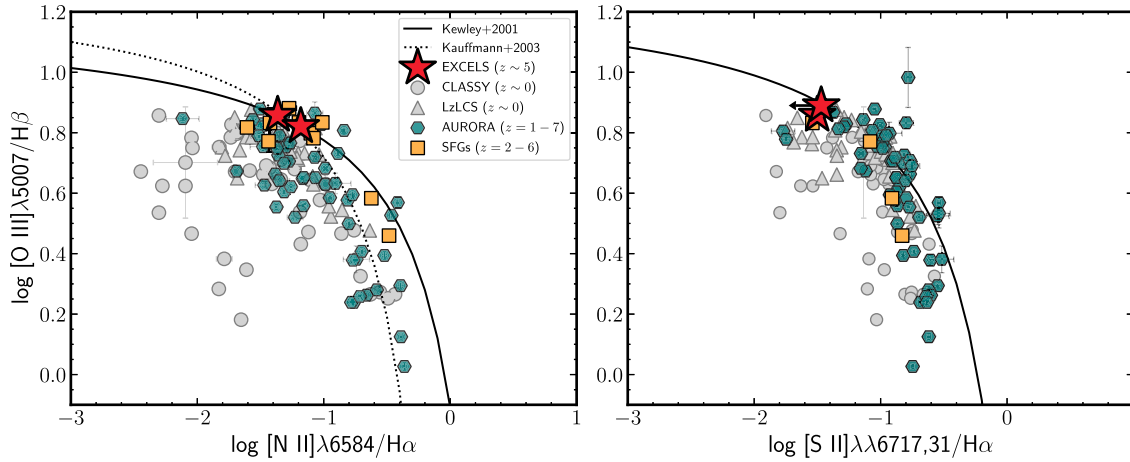 1.2
1.0
0.8
0.6
0.4
0.2
0.0
log [O III]λ5007/Hβ
−3
−2
−1
0
1
log [N II]λ6584/Hα
Kewley+2001
Kauffmann+2003
EXCELS (z ∼ 5)
CLASSY (z ∼ 0)
LzLCS (z ∼ 0)
AURORA (z = 1 − 7)
SFGs (z = 2 − 6)
1.2
1.0
0.8
0.6
0.4
0.2
0.0
−3
−2
−1
0
log [S II]λλ6717,31/Hα